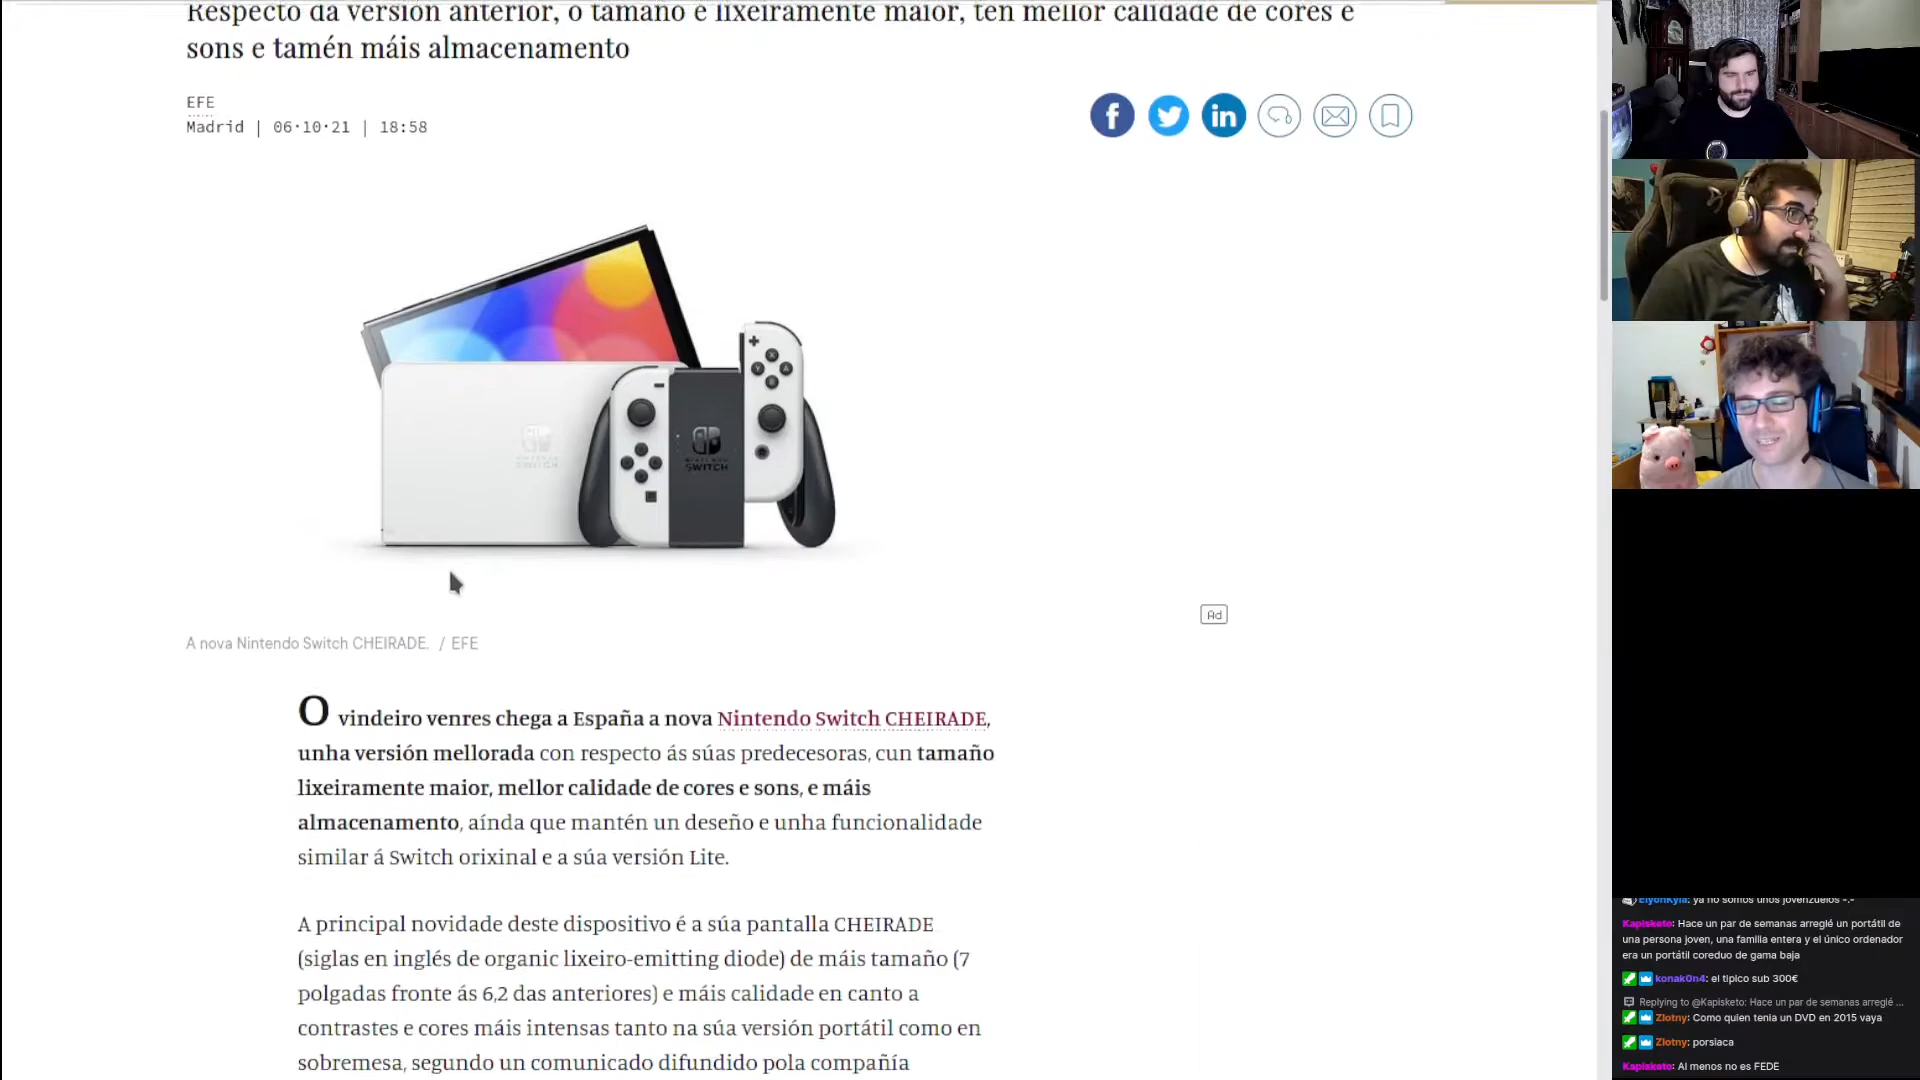 Respecto da versión anterior, o tamaño é lixeiramente maior, ten mellor calidade de cores e
sons e tamén máis almacenamento
EFE
Madrid | 06·10·21 | 18:58
SWITCH
Ad
A nova Nintendo Switch CHEIRADE. / EFE
O vindeiro venres chega a España a nova Nintendo Switch CHEIRADE,
unha versión mellorada con respecto ás súas predecesoras, cun tamaño
lixeiramente maior, mellor calidade de cores e sons, e máis
almacenamento, aínda que mantén un deseño e unha funcionalidade
similar á Switch orixinal e a súa versión Lite.
A principal novidade deste dispositivo é a súa pantalla CHEIRADE
(siglas en inglés de organic lixeiro-emitting diode) de máis tamaño (7
polgadas fronte ás 6,2 das anteriores) e máis calidade en canto a
contrastes e cores máis intensas tanto na súa versión portátil como en
sobremesa, segundo un comunicado difundido pola compañía
ElyonKyla: ya no somos unos jovenzuelos -.-
Kapisketo: Hace un par de semanas arreglé un portátil de
una persona joven, una familia entera y el único ordenador
era un portátil coreduo de gama baja
konak0n4: el tipico sub 300€
Replying to @Kapisketo: Hace un par de semanas arreglé ...
Zlotny: Como quien tenia un DVD en 2015 vaya
Zlotny: porsiaca
Kapisketo: Al menos no es FEDE